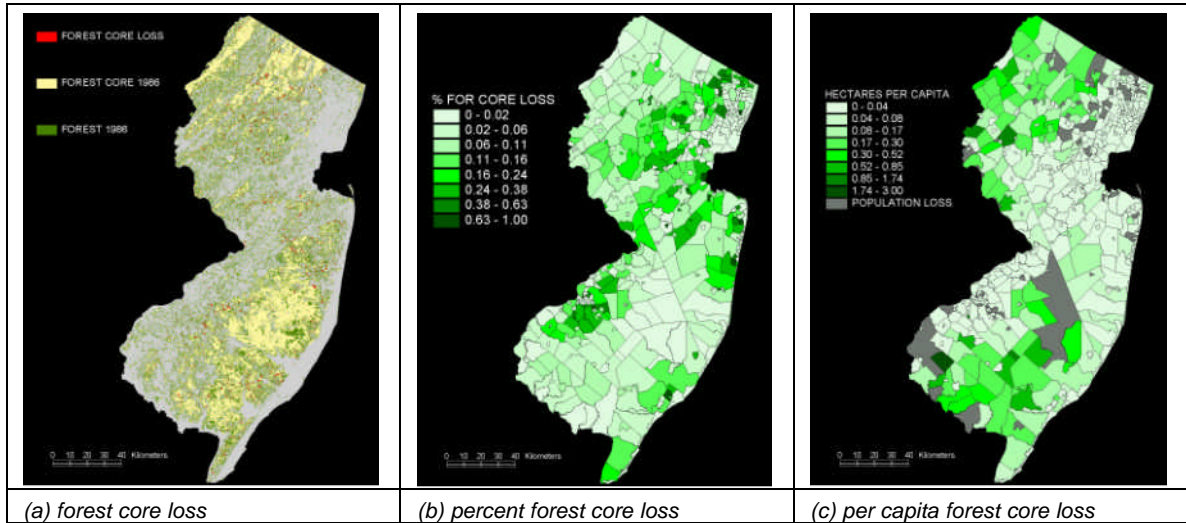 FOREST CORE LOSS
FOREST CORE 1986
FOREST 1986
0 10 20 30 40 Kilometers
(a) forest core loss
% FOR CORE LOSS
0 - 0.02
0.02 - 0.06
0.06 - 0.11
0.11 - 0.16
0.16 - 0.24
0.24 - 0.38
0.38 - 0.63
0.63 - 1.00
0 10 20 30 40 Kilometers
(b) percent forest core loss
HECTARES PER CAPITA
0 - 0.04
0.04 - 0.08
0.08 - 0.17
0.17 - 0.30
0.30 - 0.52
0.52 - 0.85
0.85 - 1.74
1.74 - 3.00
POPULATION LOSS
0 10 20 30 40 Kilometers
(c) per capita forest core loss